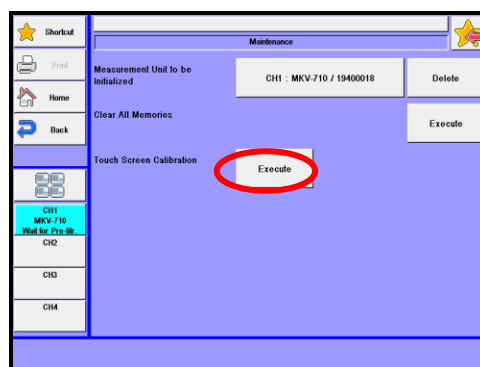 Shortcut
Print
Home
Back
CH1
MKV-710
Wait for Pre-titr.
CH2
CH3
CH4
Maintenance
Measurement Unit to be
Initialized
CH1 : MKV-710 / 19400018
Delete
Clear All Memories
Execute
Touch Screen Calibration
Execute